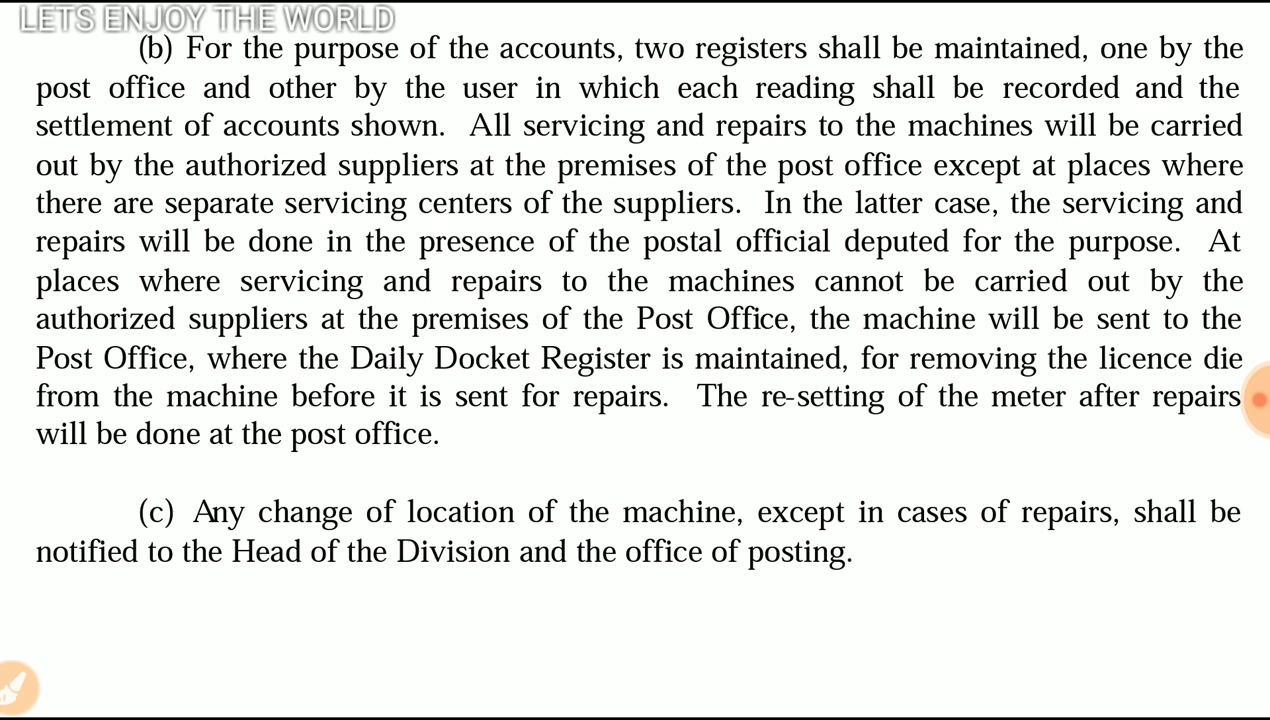 LETS ENJOY THE WORLD
(b) For the purpose of the accounts, two registers shall be maintained, one by the
post office and other by the user in which each reading shall be recorded and the
settlement of accounts shown. All servicing and repairs to the machines will be carried
out by the authorized suppliers at the premises of the post office except at places where
there are separate servicing centers of the suppliers. In the latter case, the servicing and
repairs will be done in the presence of the postal official deputed for the purpose. At
places where servicing and repairs to the machines cannot be carried out by the
authorized suppliers at the premises of the Post Office, the machine will be sent to the
Post Office, where the Daily Docket Register is maintained, for removing the licence die
from the machine before it is sent for repairs. The re-setting of the meter after repairs
will be done at the post office.
(c) Any change of location of the machine, except in cases of repairs, shall be
notified to the Head of the Division and the office of posting.